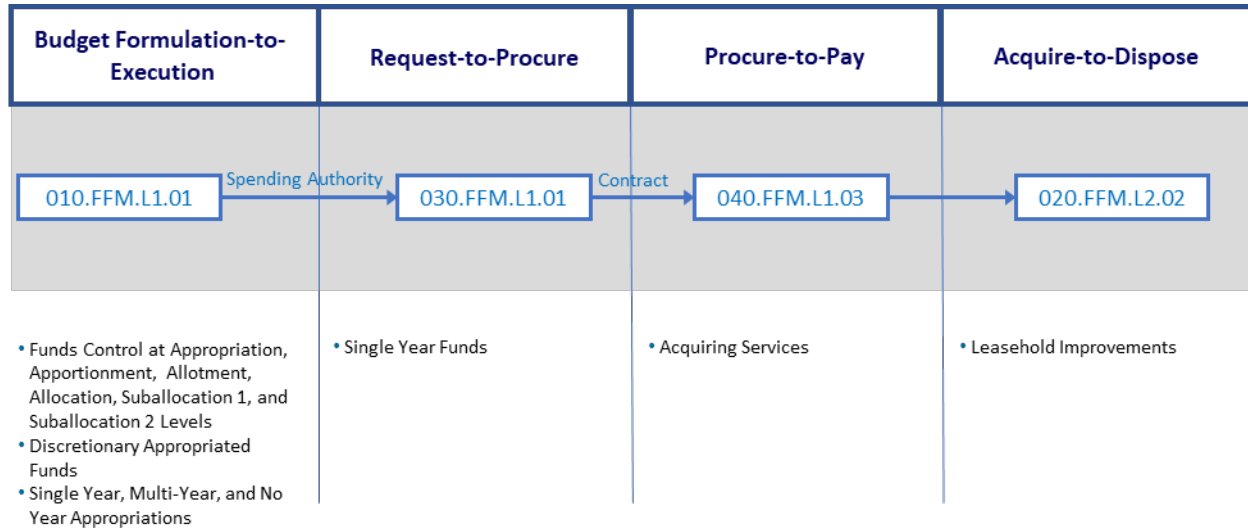 Budget Formulation-to-
Execution
Request-to-Procure
Procure-to-Pay
Acquire-to-Dispose
010.FFM.L1.01
Spending Authority
030.FFM.L1.01
Contract
040.FFM.L1.03
020.FFM.L2.02
• Funds Control at Appropriation,
Apportionment, Allotment,
Allocation, Suballocation 1, and
Suballocation 2 Levels
• Discretionary Appropriated
Funds
• Single Year, Multi-Year, and No
Year Appropriations
• Single Year Funds
• Acquiring Services
• Leasehold Improvements